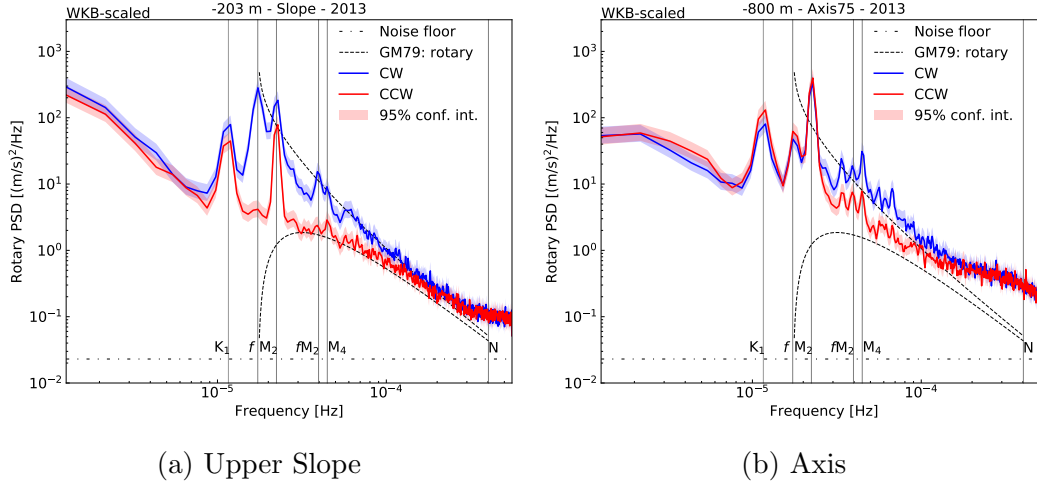 WKB-scaled -203 m - Slope - 2013
Noise floor
GM79: rotary
CW
CCW
95% conf. int.
Rotary PSD [(m/s)²/Hz]
10³
10²
10¹
10⁰
10⁻¹
10⁻²
K₁ f M₂ fM₂ M₄ N
10⁻⁵ 10⁻⁴
Frequency [Hz]
(a) Upper Slope
WKB-scaled -800 m - Axis75 - 2013
Noise floor
GM79: rotary
CW
CCW
95% conf. int.
Rotary PSD [(m/s)²/Hz]
10³
10²
10¹
10⁰
10⁻¹
10⁻²
K₁ f M₂ fM₂ M₄ N
10⁻⁵ 10⁻⁴
Frequency [Hz]
(b) Axis